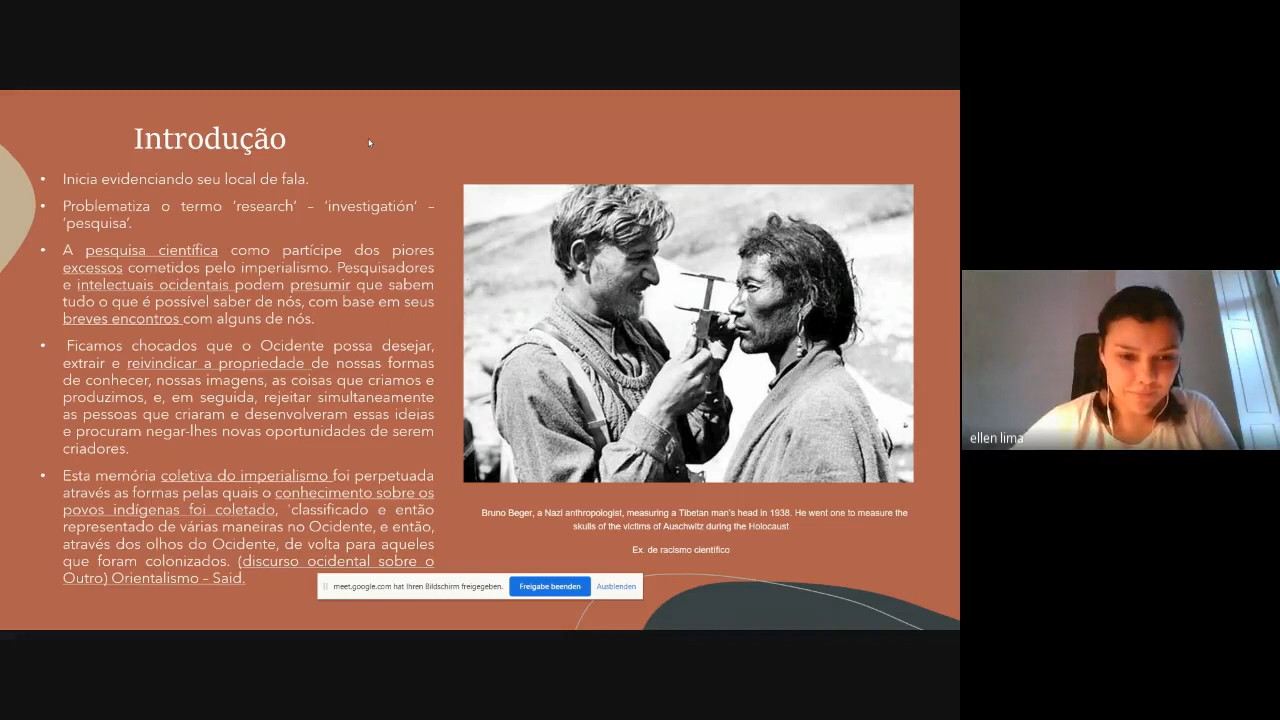 Introdução
• Inicia evidenciando seu local de fala.
• Problematiza o termo ‘research’ – ‘investigatión’ –
‘pesquisa’.
• A pesquisa científica como partícipe dos piores
excessos cometidos pelo imperialismo. Pesquisadores
e intelectuais ocidentais podem presumir que sabem
tudo o que é possível saber de nós, com base em seus
breves encontros com alguns de nós.
• Ficamos chocados que o Ocidente possa desejar,
extrair e reivindicar a propriedade de nossas formas
de conhecer, nossas imagens, as coisas que criamos e
produzimos, e, em seguida, rejeitar simultaneamente
as pessoas que criaram e desenvolveram essas ideias
e procuram negar-lhes novas oportunidades de serem
criadores.
• Esta memória coletiva do imperialismo foi perpetuada
através as formas pelas quais o conhecimento sobre os
povos indígenas foi coletado, ‘classificado e então
representado de várias maneiras no Ocidente, e então,
através dos olhos do Ocidente, de volta para aqueles
que foram colonizados. (discurso ocidental sobre o
Outro) Orientalismo – Said.
Bruno Beger, a Nazi anthropologist, measuring a Tibetan man's head in 1938. He went one to measure the
skulls of the victims of Auschwitz during the Holocaust
Ex. de racismo científico
meet.google.com hat Ihren Bildschirm freigegeben. Freigabe beenden Ausblenden
ellen lima